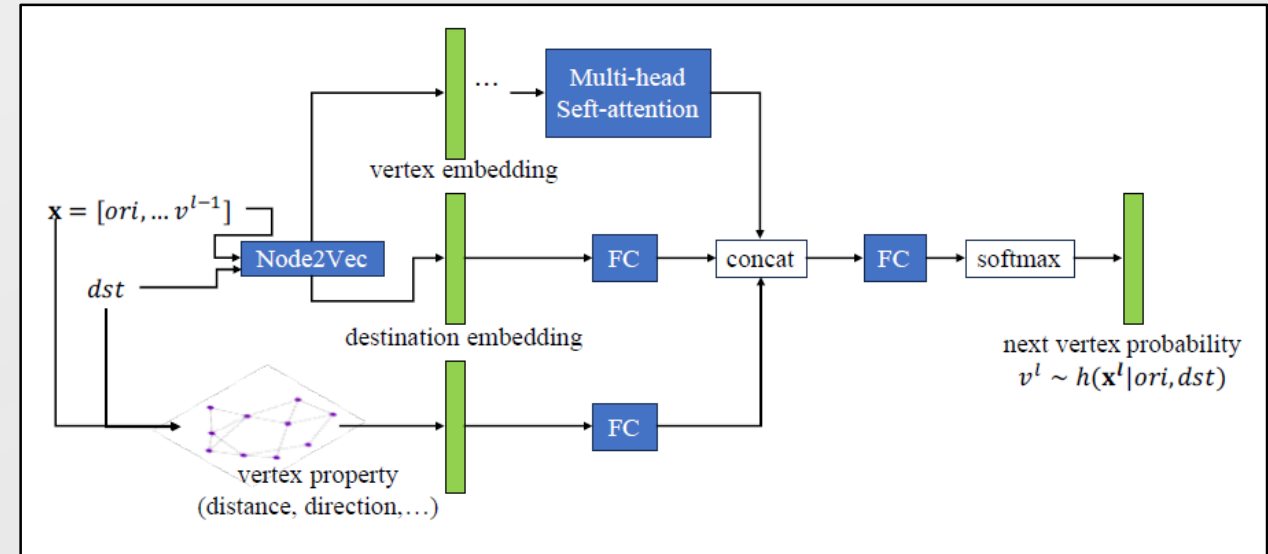 Multi-head
Seft-attention
...
vertex embedding
x = [ori, … v^{l-1}]
Node2Vec
FC
concat
FC
softmax
dst
destination embedding
next vertex probability
v^l ~ h(x^l|ori, dst)
FC
vertex property
(distance, direction,…)